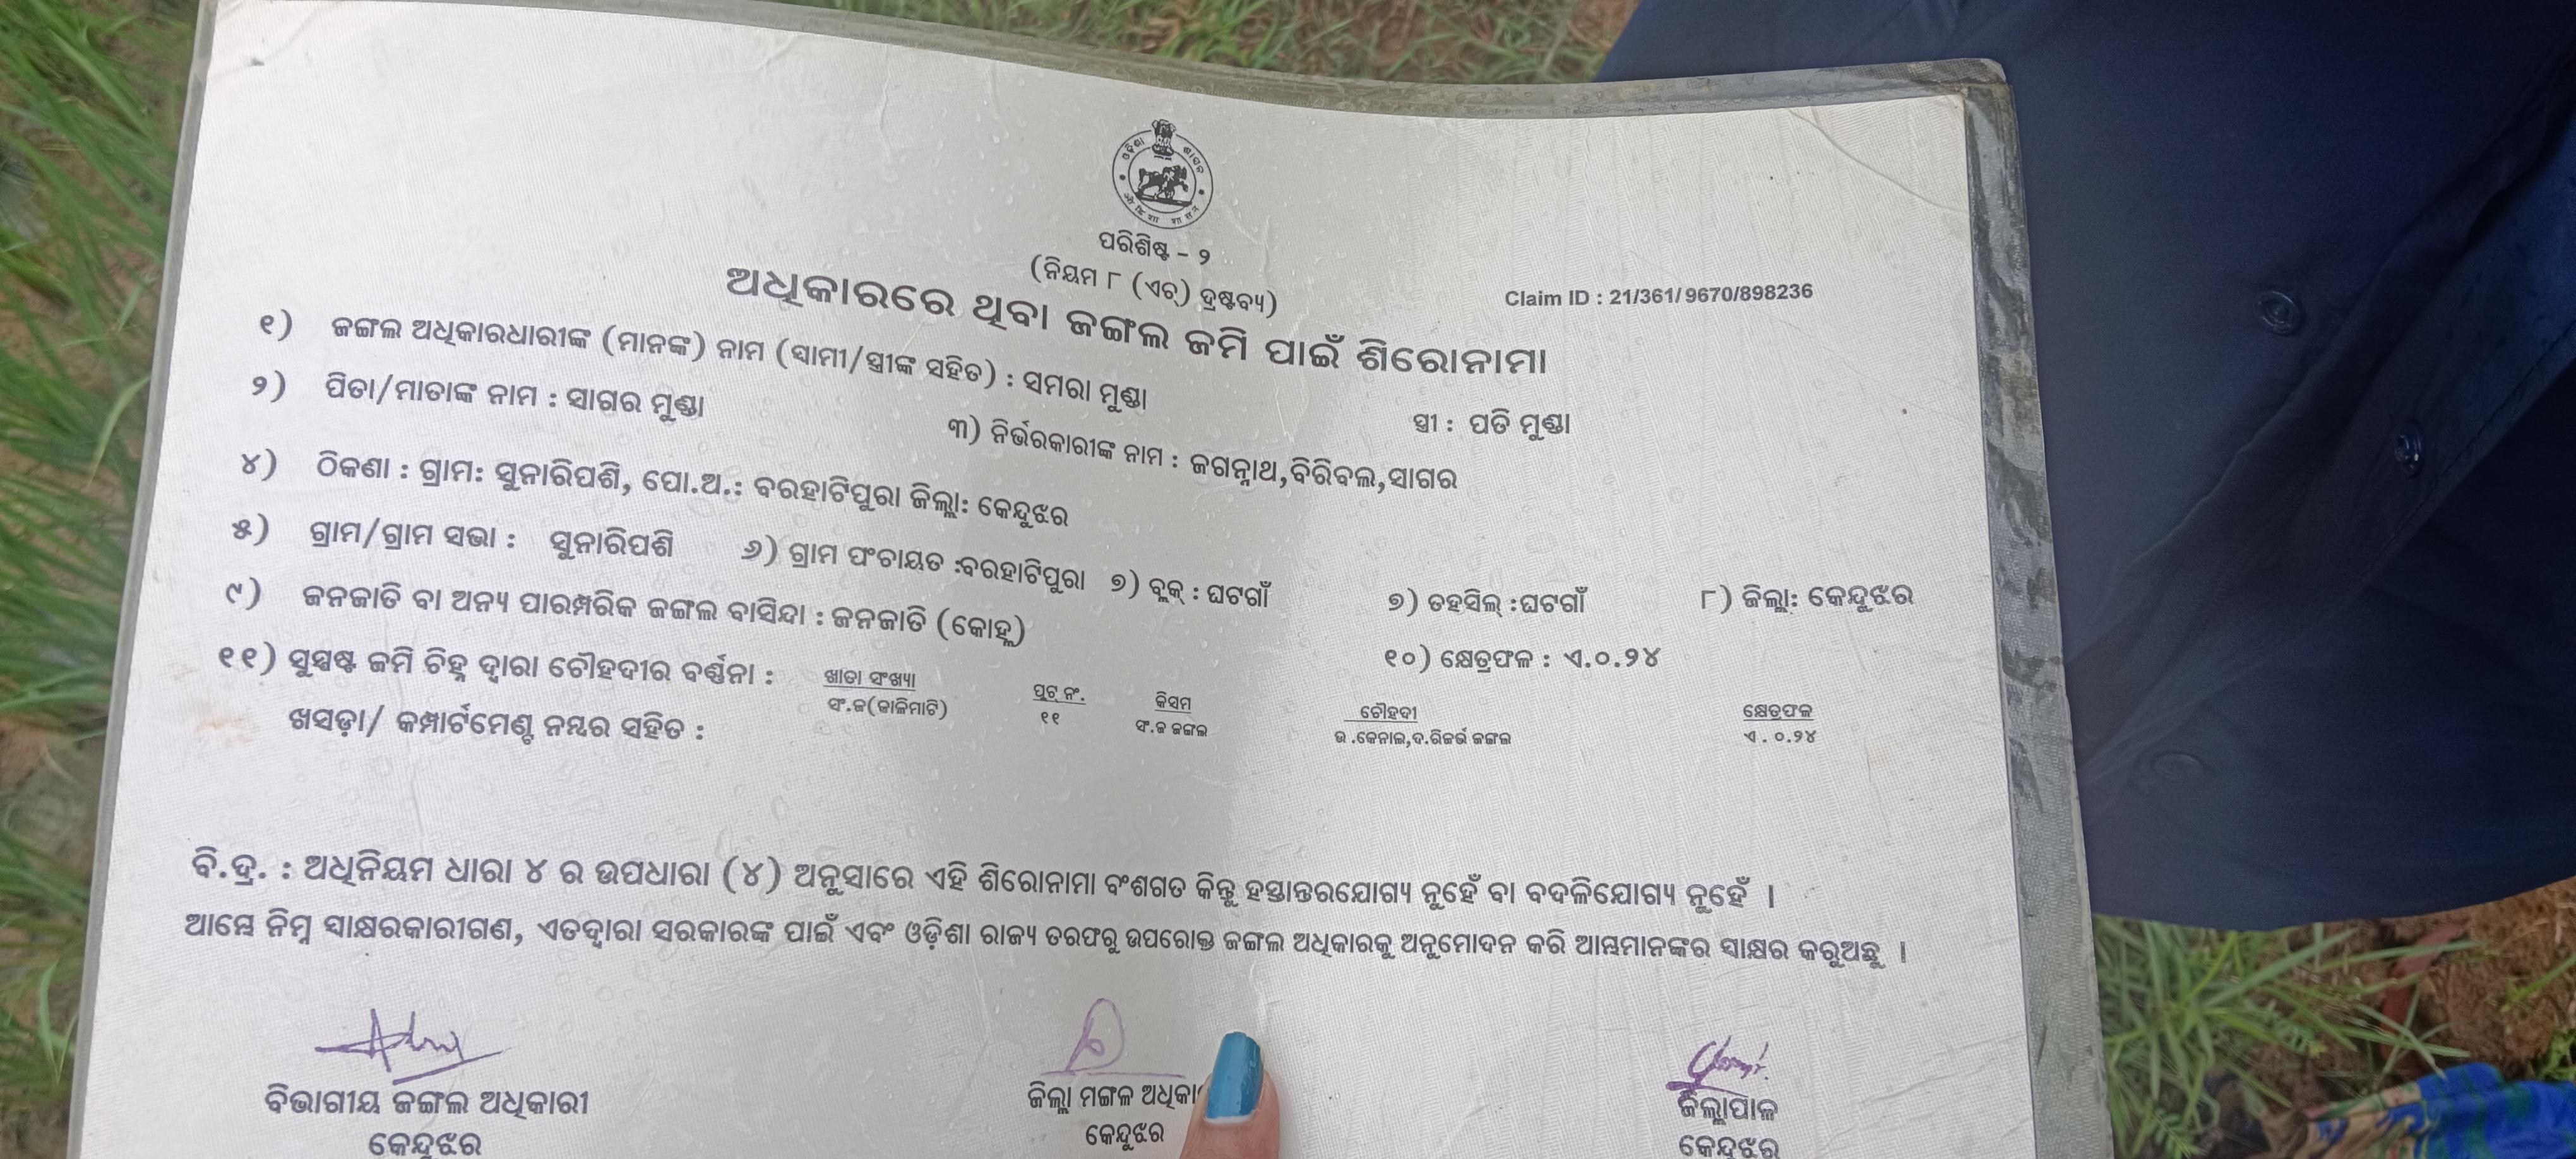 ଓଡ଼ିଶା ଶାସନ
ओडिशा शासन
ପରିଶିଷ୍ଟ - ୨
(ନିୟମ ୮ (ଏଚ୍) ଦ୍ରଷ୍ଟବ୍ୟ)
Claim ID : 21/361/9670/898236
ଅଧିକାରରେ ଥିବା ଜଙ୍ଗଲ ଜମି ପାଇଁ ଶିରୋନାମା
୧) ଜଙ୍ଗଲ ଅଧିକାରଧାରୀଙ୍କ (ମାନଙ୍କ) ନାମ (ସ୍ୱାମୀ/ସ୍ତ୍ରୀଙ୍କ ସହିତ) : ସମରା ମୁଣ୍ଡା ସ୍ତ୍ରୀ : ପତି ମୁଣ୍ଡା
୨) ପିତା/ମାତାଙ୍କ ନାମ : ସାଗର ମୁଣ୍ଡା ୩) ନିର୍ଭରକାରୀଙ୍କ ନାମ : ଜଗନ୍ନାଥ,ବିରିବଲ,ସାଗର
୪) ଠିକଣା : ଗ୍ରାମ: ସୁନାରିପଶି, ପୋ.ଅ.: ବରହାଟିପୁରା ଜିଲ୍ଲା: କେନ୍ଦୁଝର
୫) ଗ୍ରାମ/ଗ୍ରାମ ସଭା : ସୁନାରିପଶି ୬) ଗ୍ରାମ ପଂଚାୟତ :ବରହାଟିପୁରା ୭) ବ୍ଲକ୍ : ଘଟଗାଁ ୭) ତହସିଲ୍ :ଘଟଗାଁ ୮) ଜିଲ୍ଲା: କେନ୍ଦୁଝର
୯) ଜନଜାତି ବା ଅନ୍ୟ ପାରମ୍ପରିକ ଜଙ୍ଗଲ ବାସିନ୍ଦା : ଜନଜାତି (କୋହ୍ଲ) ୧୦) କ୍ଷେତ୍ରଫଳ : ଏ.୦.୨୪
୧୧) ସୁସ୍ପଷ୍ଟ ଜମି ଚିହ୍ନ ଦ୍ୱାରା ଚୌହଦୀର ବର୍ଣ୍ଣନା : ଖାତା ସଂଖ୍ୟା ପ୍ଲଟ୍ ନଂ. କିସମ ଚୌହଦୀ କ୍ଷେତ୍ରଫଳ
ଖସଡ଼ା/ କମ୍ପାର୍ଟମେଣ୍ଟ ନମ୍ବର ସହିତ : ସଂ.ଜ(ଜାଳିମାଟି) ୧୧ ସଂ.ଜ ଜଙ୍ଗଲ ଉ.କେନାଲ,ଦ.ରିଜର୍ଭ ଜଙ୍ଗଲ ଏ.୦.୨୪
ବି.ଦ୍ର. : ଅଧିନିୟମ ଧାରା ୪ ର ଉପଧାରା (୪) ଅନୁସାରେ ଏହି ଶିରୋନାମା ବଂଶଗତ କିନ୍ତୁ ହସ୍ତାନ୍ତରଯୋଗ୍ୟ ନୁହେଁ ବା ବଦଳିଯୋଗ୍ୟ ନୁହେଁ ।
ଆମ୍ଭେ ନିମ୍ନ ସାକ୍ଷରକାରୀଗଣ, ଏତଦ୍ୱାରା ସରକାରଙ୍କ ପାଇଁ ଏବଂ ଓଡ଼ିଶା ରାଜ୍ୟ ତରଫରୁ ଉପରୋକ୍ତ ଜଙ୍ଗଲ ଅଧିକାରକୁ ଅନୁମୋଦନ କରି ଆମ୍ଭମାନଙ୍କର ସାକ୍ଷର କରୁଅଛୁ ।
ବିଭାଗୀୟ ଜଙ୍ଗଲ ଅଧିକାରୀ ଜିଲ୍ଲା ମଙ୍ଗଳ ଜିଲ୍ଲାପାଳ
କେନ୍ଦୁଝର କେନ୍ଦୁଝର କେନ୍ଦୁଝର